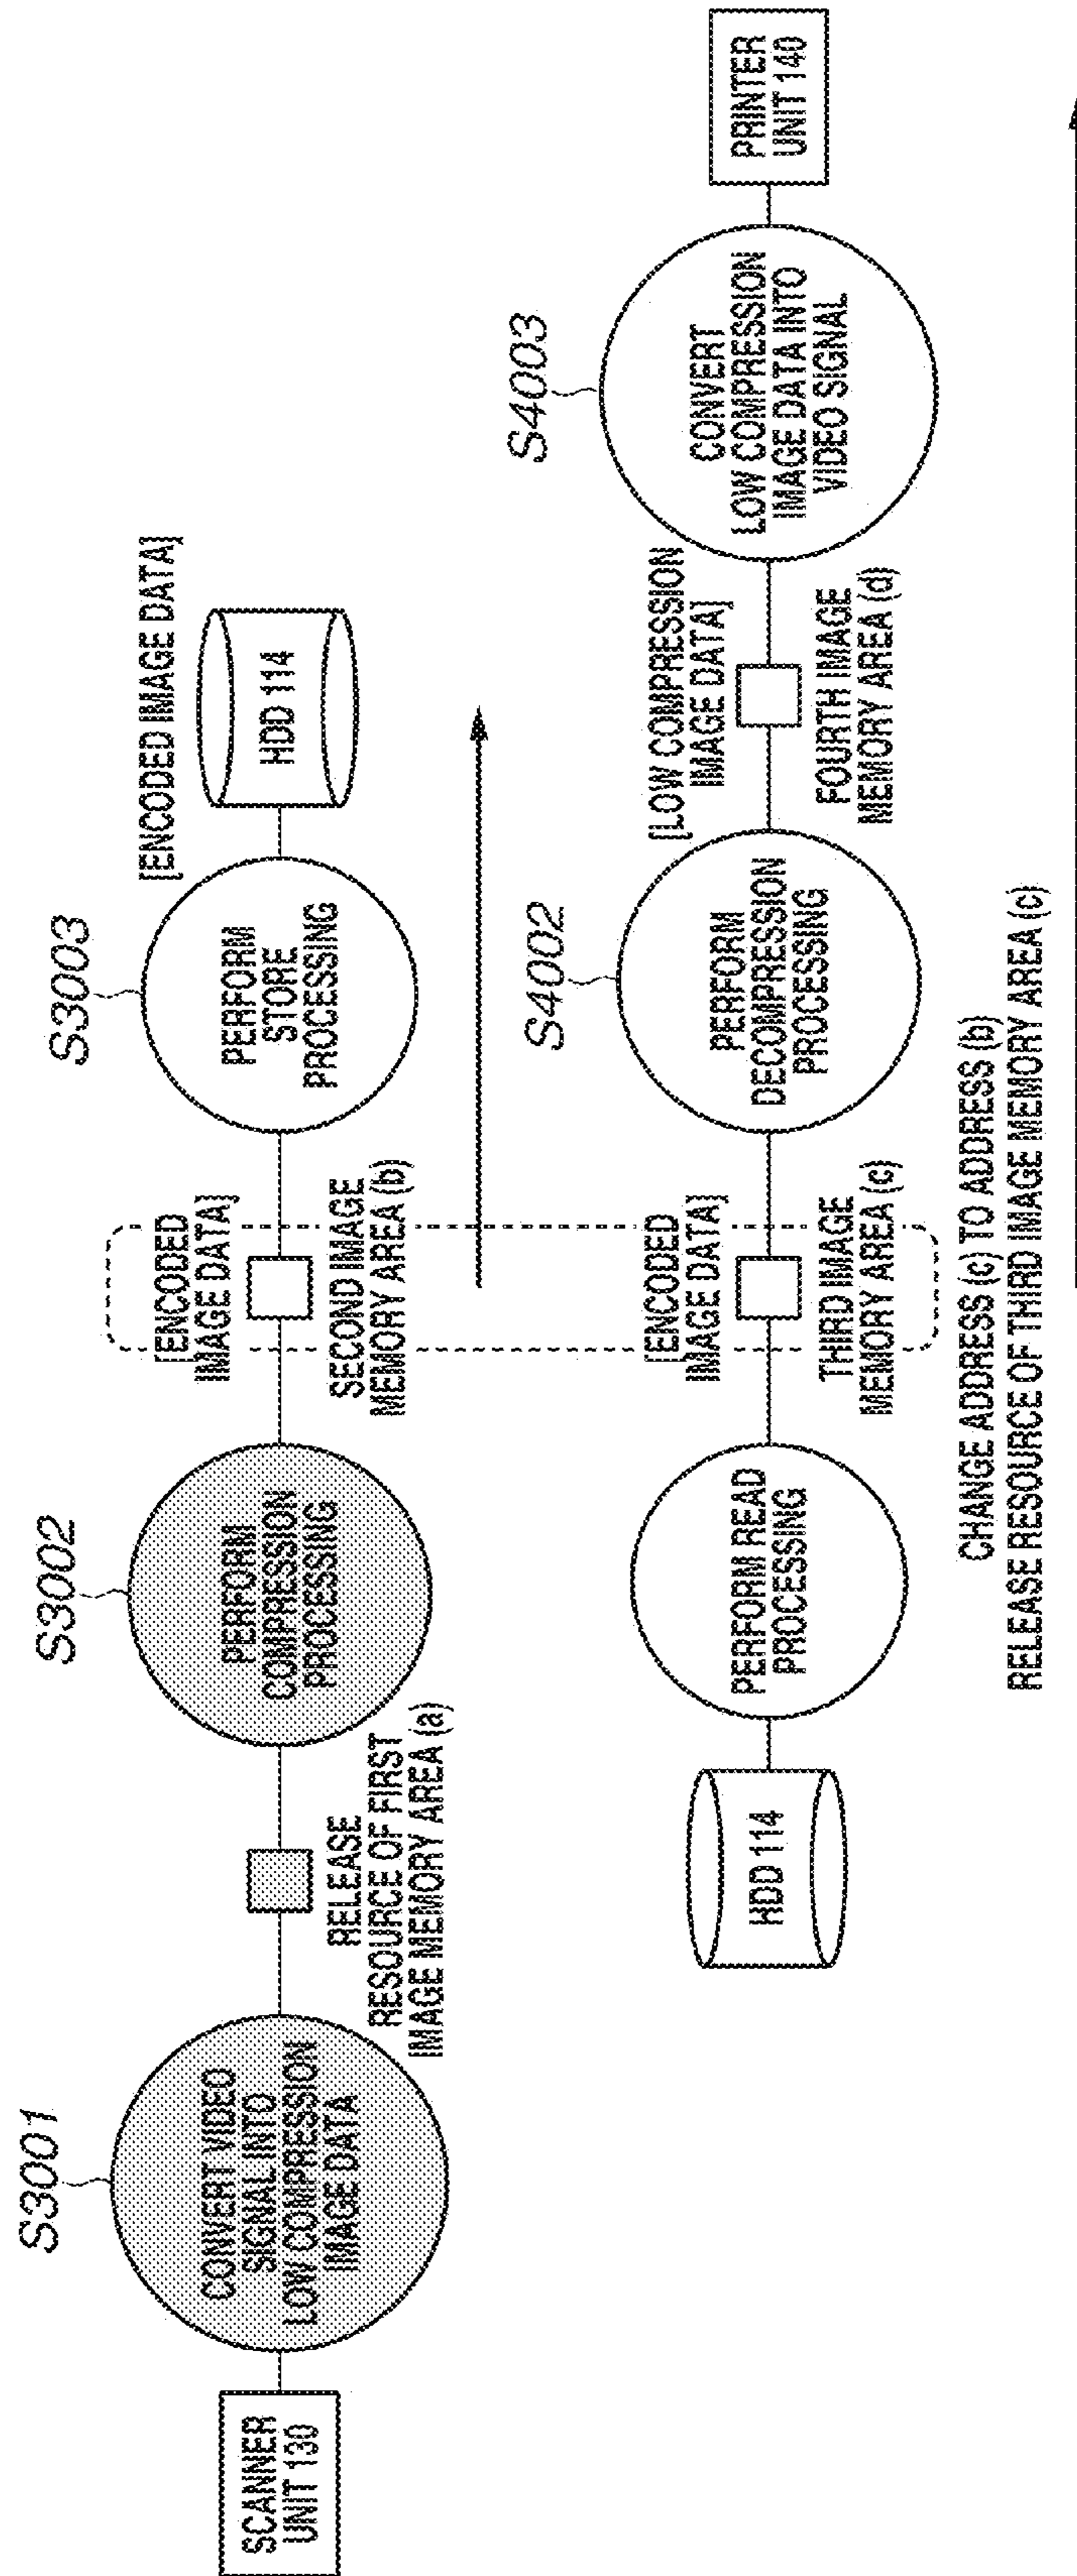 S3001
S3002
S3003
SCANNER
UNIT 130
CONVERT VIDEO
SIGNAL INTO
LOW COMPRESSION
IMAGE DATA
RELEASE
RESOURCE OF FIRST
IMAGE MEMORY AREA (a)
PERFORM
COMPRESSION
PROCESSING
[ENCODED
IMAGE DATA]
SECOND IMAGE
MEMORY AREA (b)
PERFORM
STORE
PROCESSING
[ENCODED IMAGE DATA]
HDD 114
S4002
S4003
HDD 114
PERFORM READ
PROCESSING
[ENCODED
IMAGE DATA]
THIRD IMAGE
MEMORY AREA (c)
PERFORM
DECOMPRESSION
PROCESSING
[LOW COMPRESSION
IMAGE DATA]
FOURTH IMAGE
MEMORY AREA (d)
CONVERT
LOW COMPRESSION
IMAGE DATA INTO
VIDEO SIGNAL
PRINTER
UNIT 140
CHANGE ADDRESS (c) TO ADDRESS (b)
RELEASE RESOURCE OF THIRD IMAGE MEMORY AREA (c)